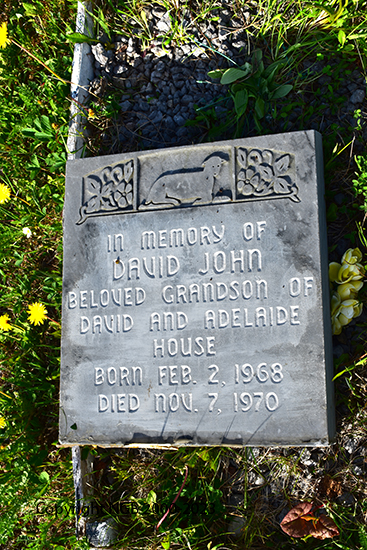 IN MEMORY OF
DAVID JOHN
BELOVED GRANDSON OF
DAVID AND ADELAIDE
HOUSE
BORN FEB. 2, 1968
DIED NOV. 7, 1970
Copyright